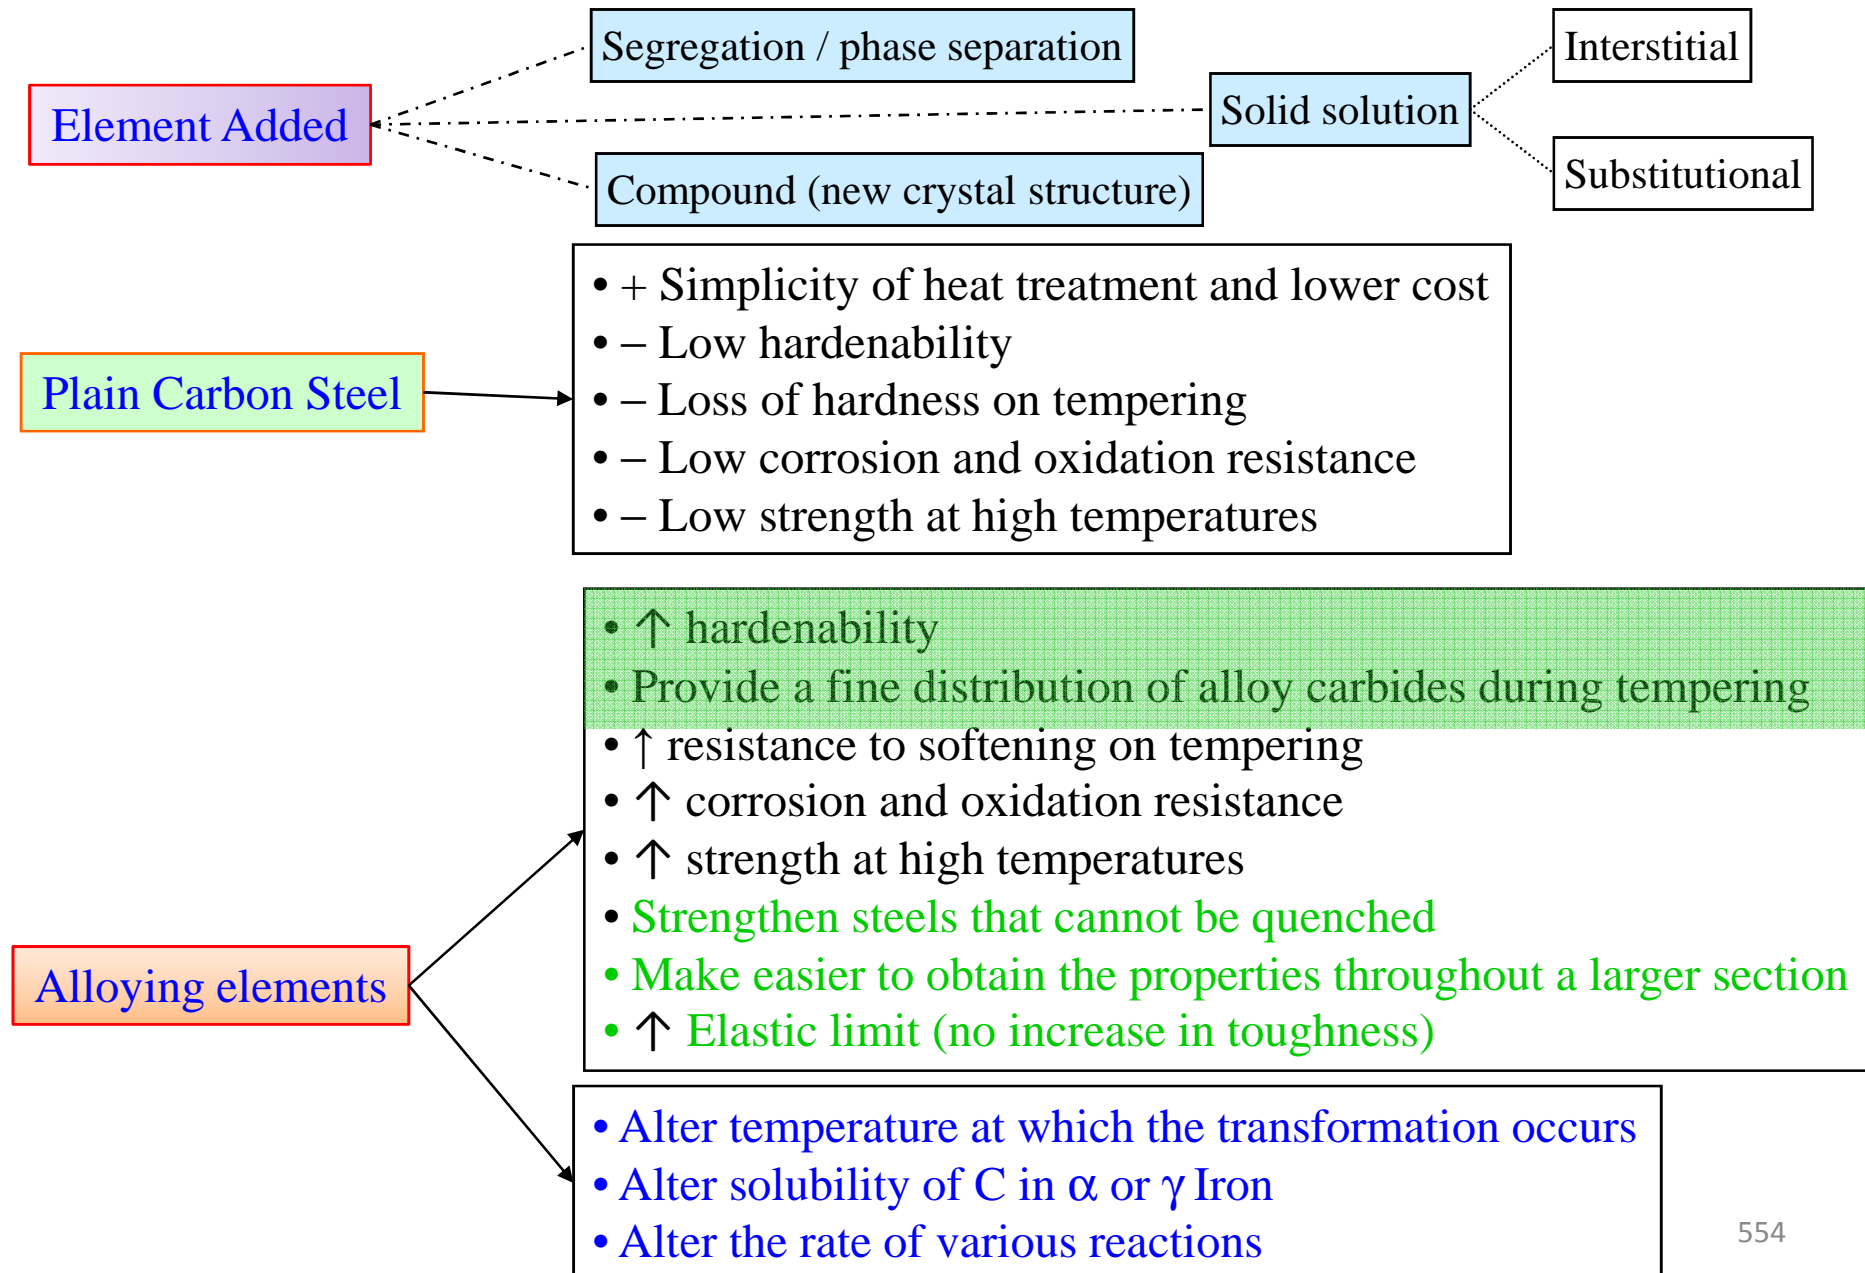 Segregation / phase separation
Interstitial
Element Added
Solid solution
Compound (new crystal structure)
Substitutional
• + Simplicity of heat treatment and lower cost
• – Low hardenability
Plain Carbon Steel
• – Loss of hardness on tempering
• – Low corrosion and oxidation resistance
• – Low strength at high temperatures
• ↑ hardenability
• Provide a fine distribution of alloy carbides during tempering
• ↑ resistance to softening on tempering
• ↑ corrosion and oxidation resistance
• ↑ strength at high temperatures
• Strengthen steels that cannot be quenched
• Make easier to obtain the properties throughout a larger section
• ↑ Elastic limit (no increase in toughness)
Alloying elements
• Alter temperature at which the transformation occurs
• Alter solubility of C in α or γ Iron
• Alter the rate of various reactions
554